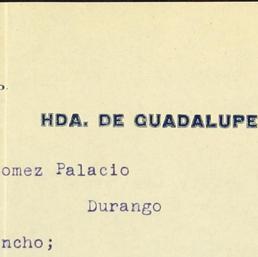 HDA. DE GUADALUPE
omez Palacio
Durango
ncho;